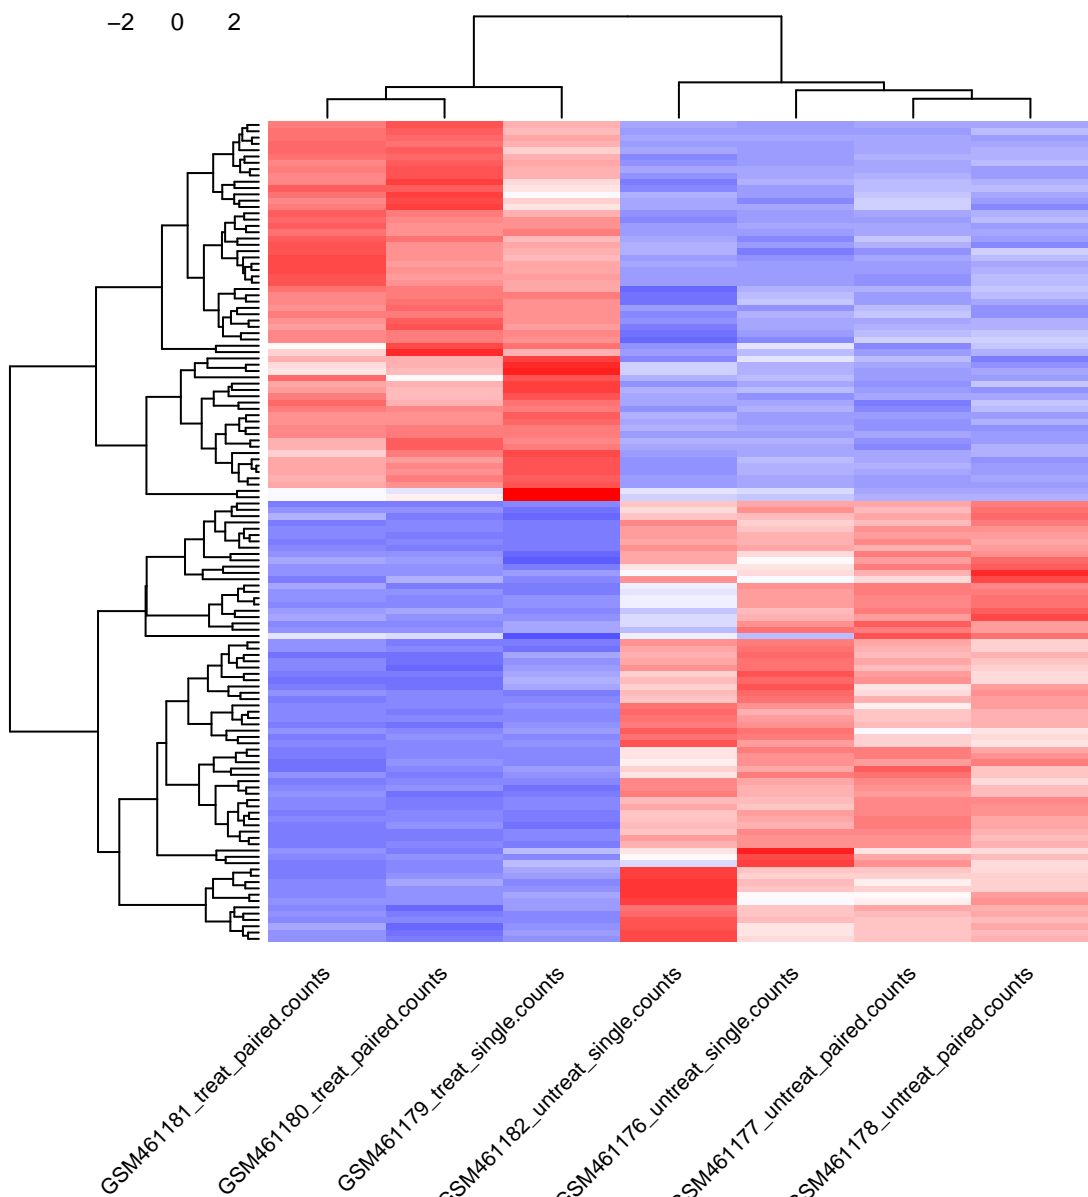 −2 0 2
GSM461181_treat_paired.counts
GSM461180_treat_paired.counts
GSM461179_treat_single.counts
GSM461182_untreat_single.counts
GSM461176_untreat_single.counts
GSM461177_untreat_paired.counts
GSM461178_untreat_paired.counts